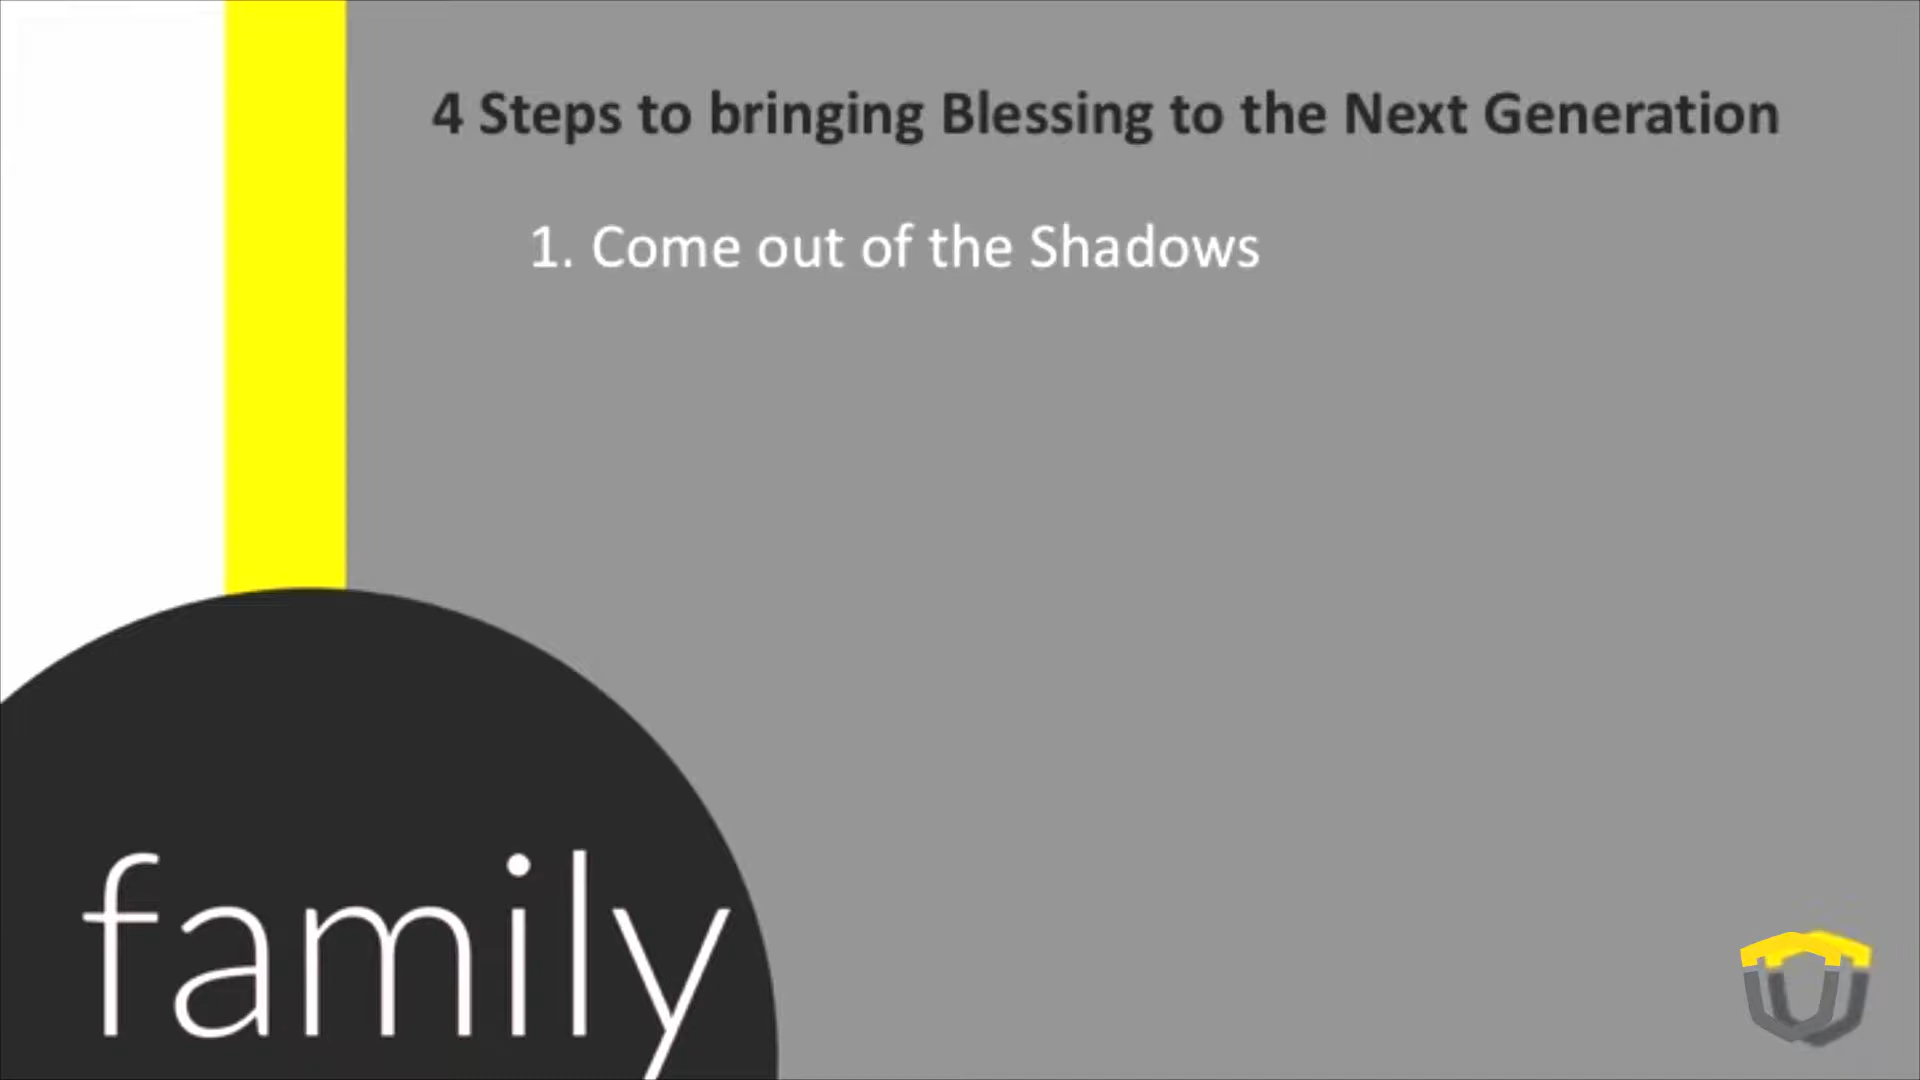 4 Steps to bringing Blessing to the Next Generation
1. Come out of the Shadows
family